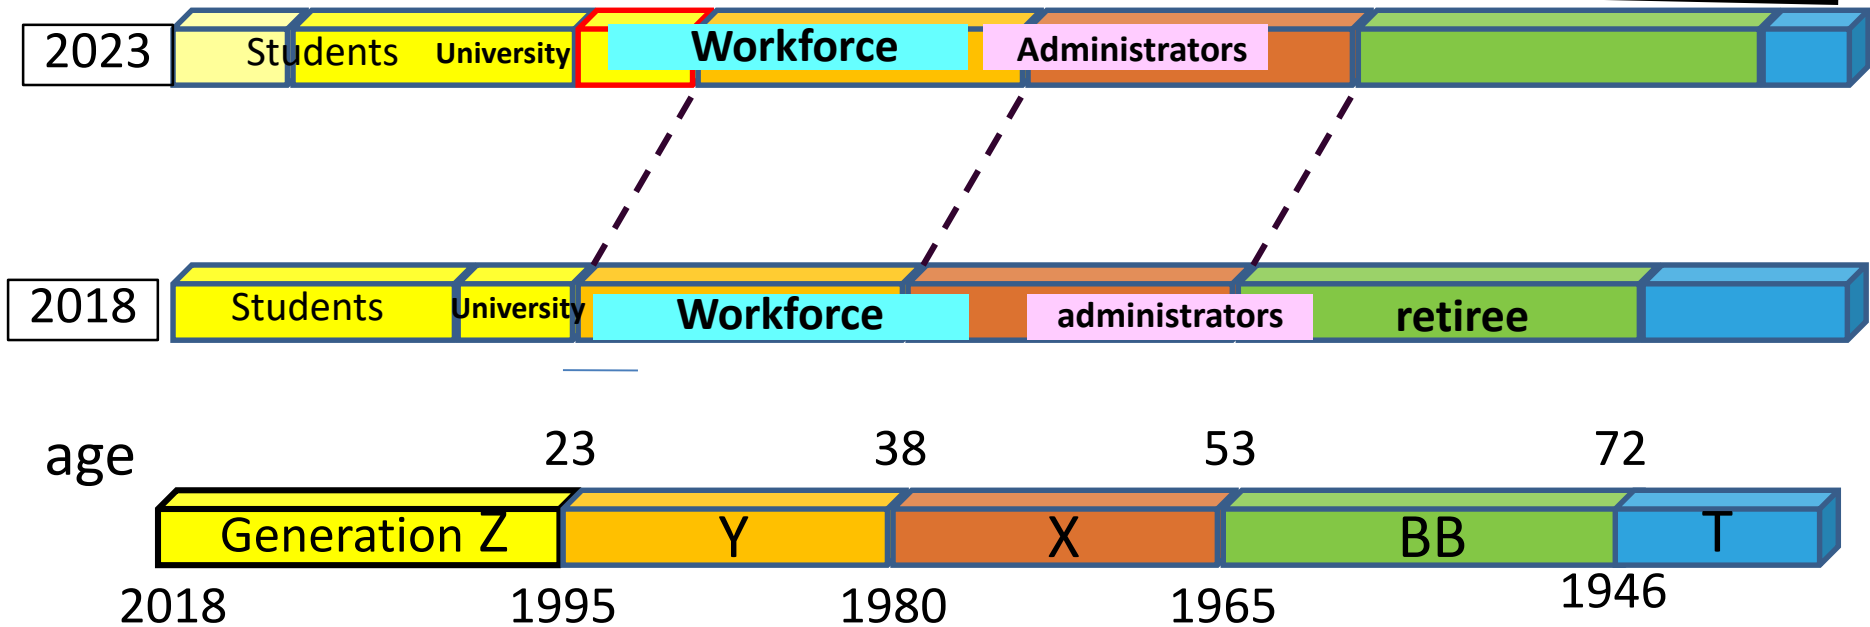 2023 Students University Workforce Administrators
2018 Students University Workforce administrators retiree
age 23 38 53 72
Generation Z Y X BB T
2018 1995 1980 1965 1946